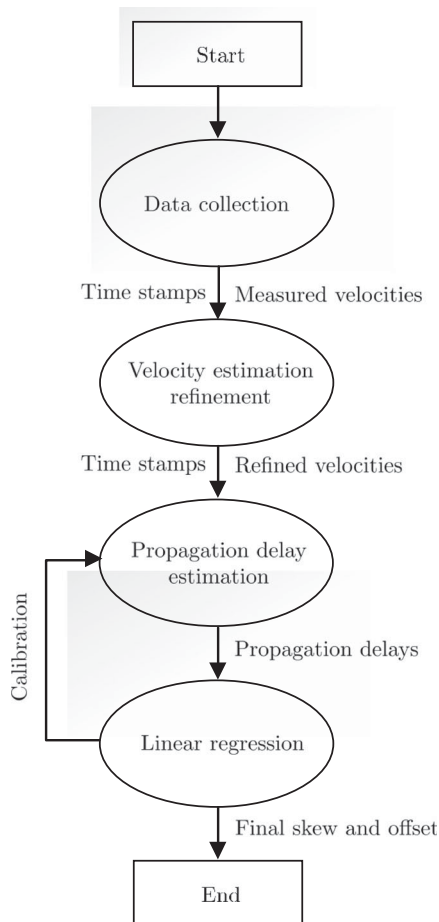 Start
Data collection
Time stamps
Measured velocities
Velocity estimation
refinement
Time stamps
Refined velocities
Propagation delay
estimation
Calibration
Propagation delays
Linear regression
Final skew and offset
End